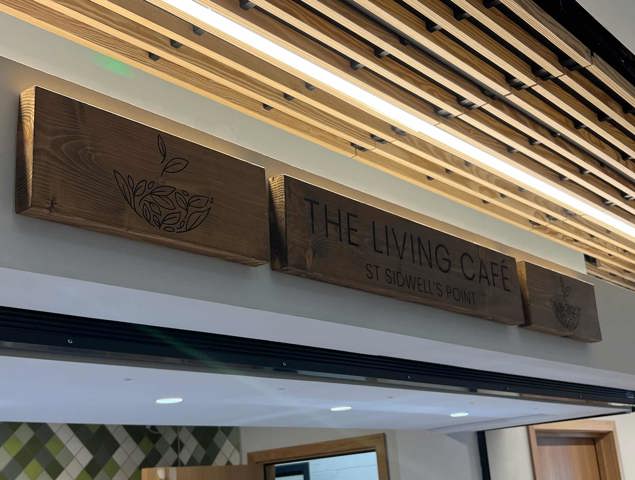 THE LIVING CAFÉ
ST SIDWELL'S POINT